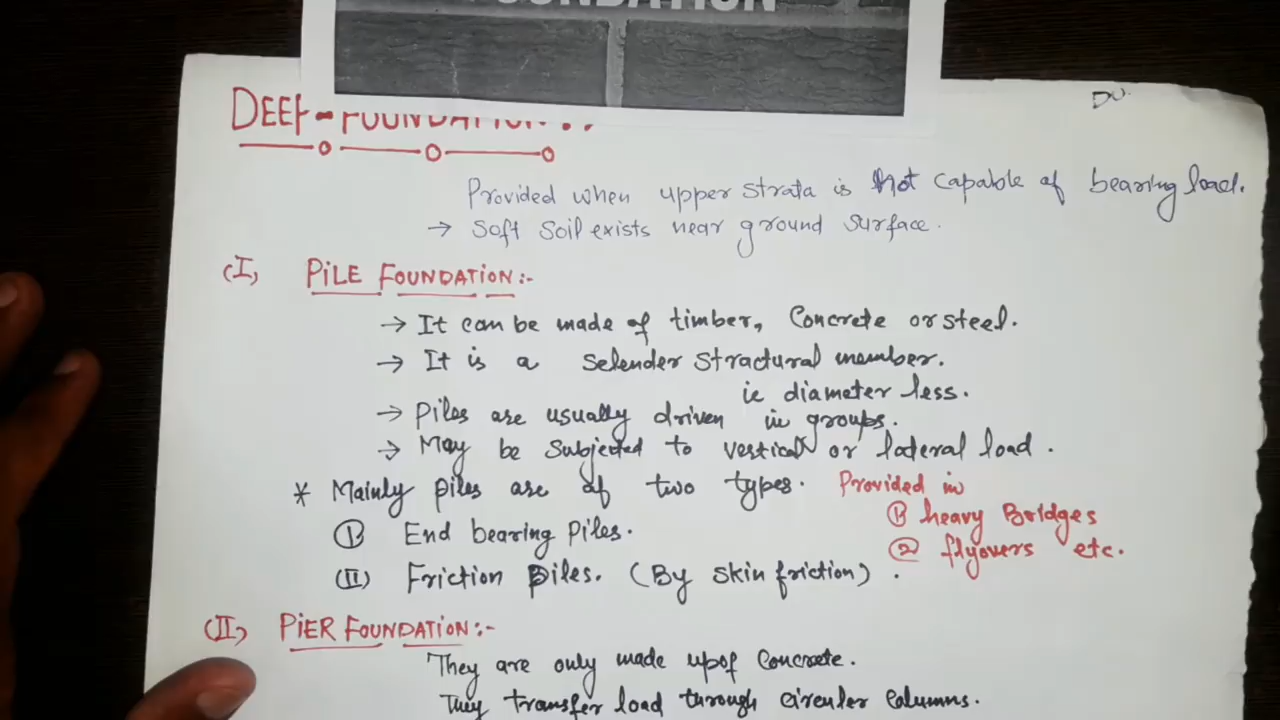 FOUNDATION
DEEP-FOUNDATION:-
Provided when upper strata is Not capable of bearing load.
→ Soft Soil exists near ground surface.
(I) PiLE FOUNDATION:-
→ It can be made of timber, Concrete or steel.
→ It is a Selender Structural member.
ie diameter less.
→ Piles are usually driven in groups.
→ May be Subjected to vertical or lateral load.
* Mainly piles are of two types. Provided in
① End bearing Piles. ① heavy Bridges
② flyovers etc.
(II) Friction piles. (By skin friction).
(II) PiER FOUNDATION:-
They are only made upof Concrete.
They transfer load through circular Columns.